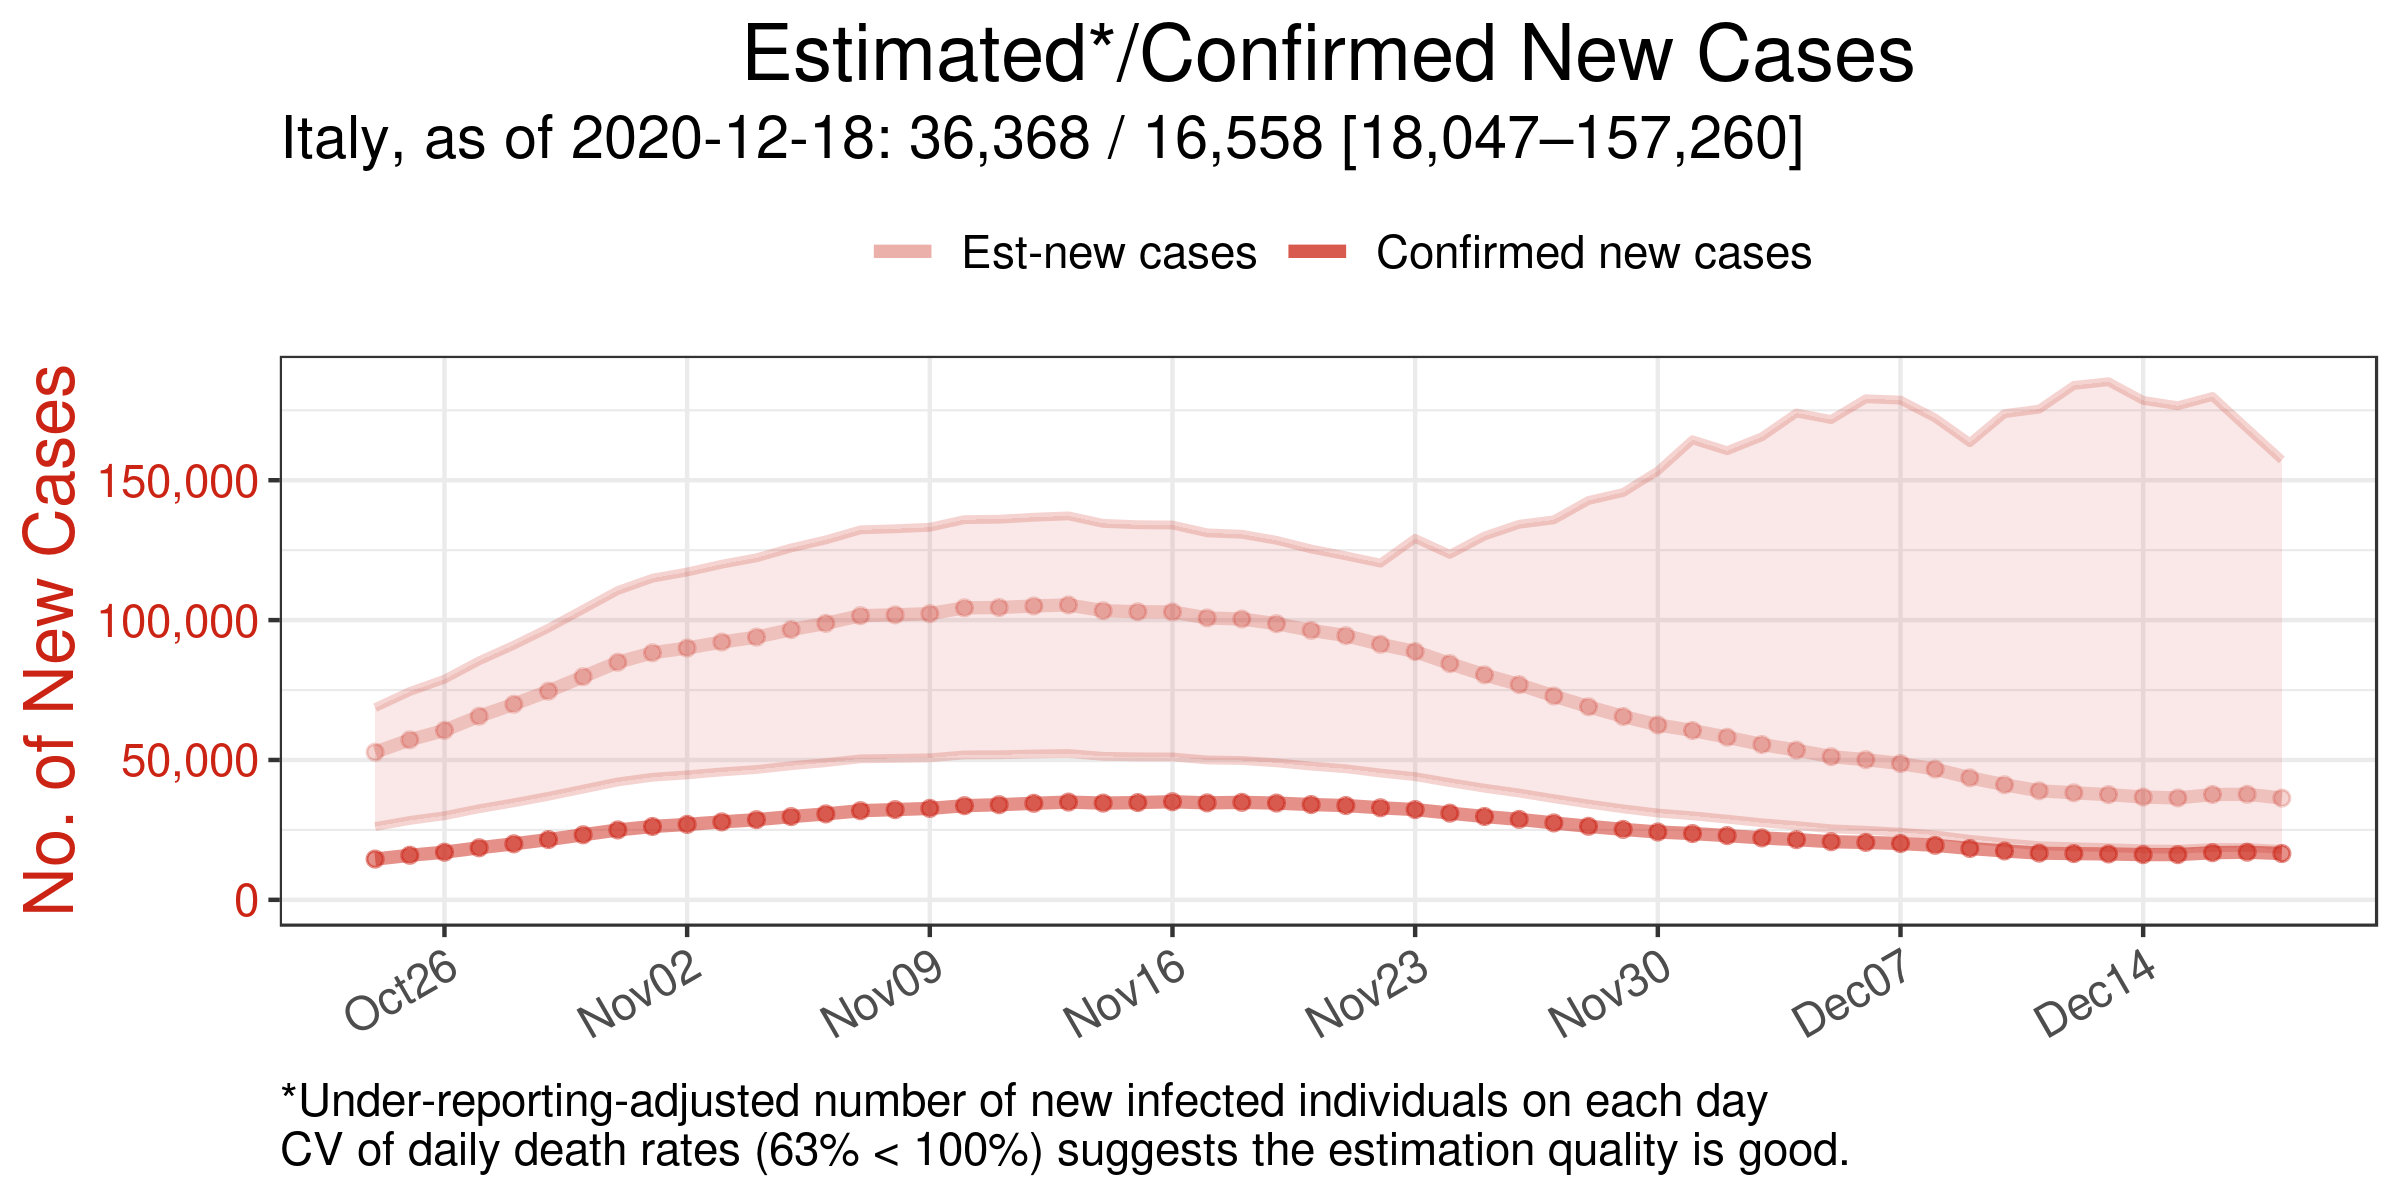 Estimated*/Confirmed New Cases
Italy, as of 2020-12-18: 36,368 / 16,558 [18,047–157,260]
Est-new cases
Confirmed new cases
No. of New Cases
150,000
100,000
50,000
0
Oct26
Nov02
Nov09
Nov16
Nov23
Nov30
Dec07
Dec14
*Under-reporting-adjusted number of new infected individuals on each day
CV of daily death rates (63% < 100%) suggests the estimation quality is good.